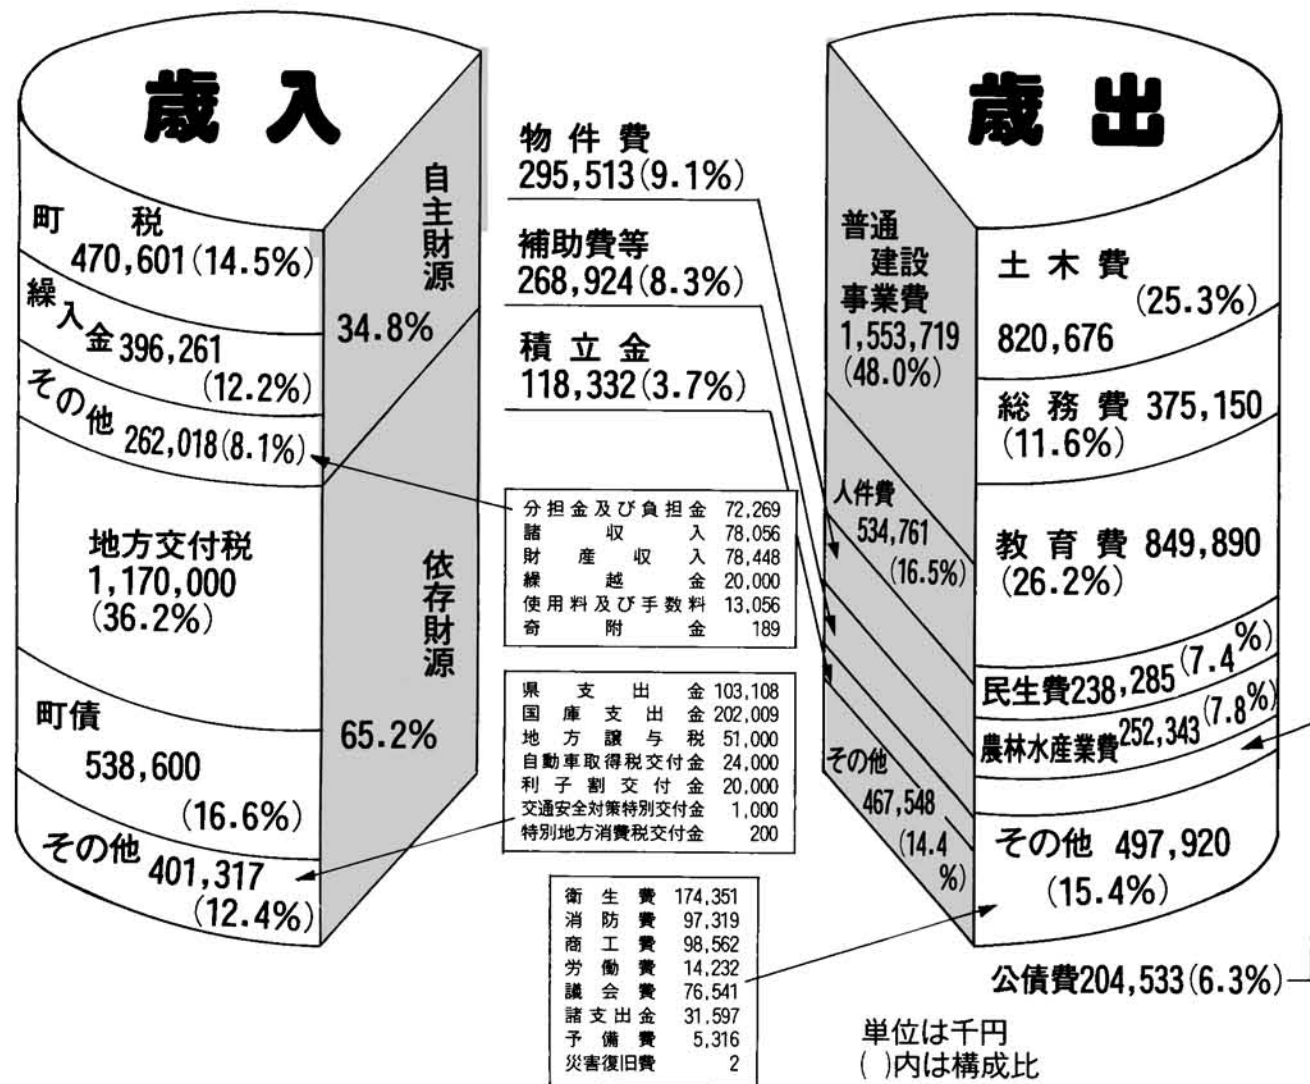 歳入
町税
470,601(14.5%)
繰入金 396,261
(12.2%)
その他 262,018(8.1%)
地方交付税
1,170,000
(36.2%)
町債
538,600
(16.6%)
その他 401,317
(12.4%)
自主財源
34.8%
依存財源
65.2%
物件費
295,513(9.1%)
補助費等
268,924(8.3%)
積立金
118,332(3.7%)
分担金及び負担金 72,269
諸収入 78,056
財産収入 78,448
繰越金 20,000
使用料及び手数料 13,056
寄附金 189
県支出金 103,108
国庫支出金 202,009
地方譲与税 51,000
自動車取得税交付金 24,000
利子割交付金 20,000
交通安全対策特別交付金 1,000
特別地方消費税交付金 200
衛生費 174,351
消防費 97,319
商工費 98,562
労働費 14,232
議会費 76,541
諸支出金 31,597
予備費 5,316
災害復旧費 2
歳出
普通
建設
事業費
1,553,719
(48.0%)
人件費
534,761
(16.5%)
その他
467,548
(14.4
%)
土木費
(25.3%)
820,676
総務費 375,150
(11.6%)
教育費 849,890
(26.2%)
民生費238,285(7.4%)
農林水産業費252,343(7.8%)
その他 497,920
(15.4%)
公債費204,533(6.3%)
単位は千円
( )内は構成比